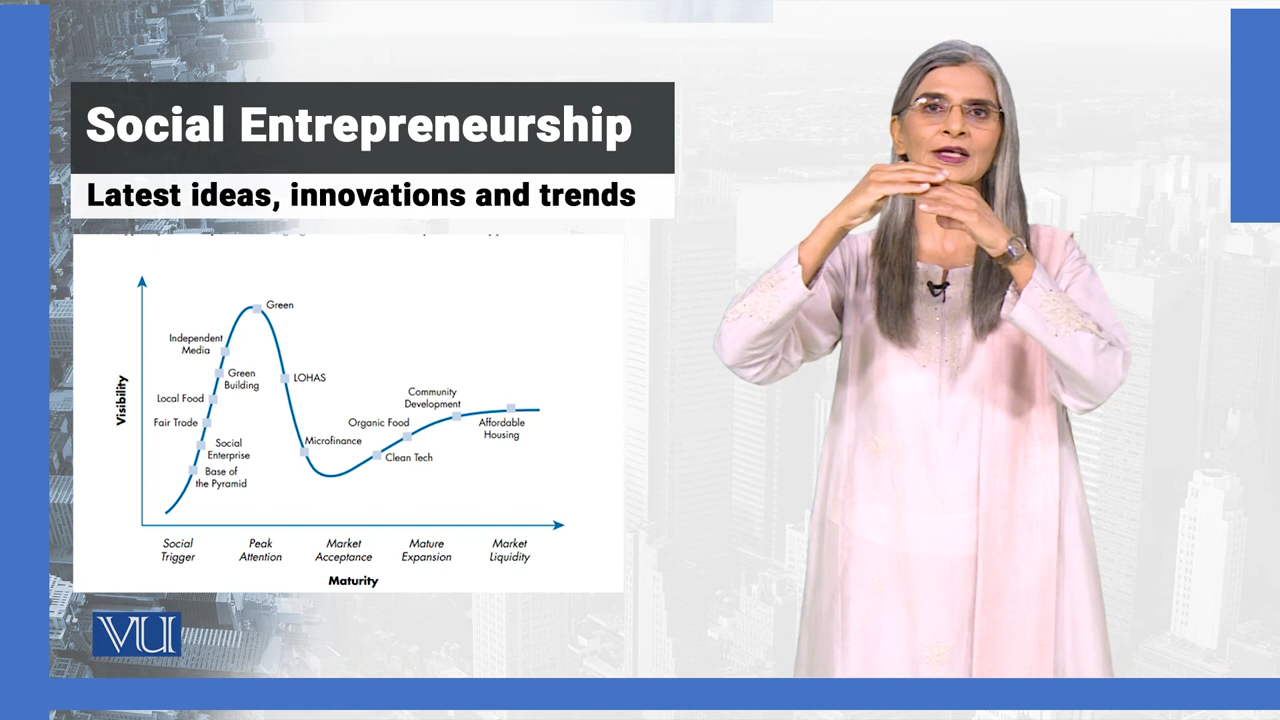 Social Entrepreneurship
Latest ideas, innovations and trends
Green
Independent
Media
Green
Building
LOHAS
Local Food
Community
Development
Fair Trade
Organic Food
Affordable
Housing
Social
Enterprise
Microfinance
Clean Tech
Base of
the Pyramid
Visibility
Social
Trigger
Peak
Attention
Market
Acceptance
Mature
Expansion
Market
Liquidity
Maturity
VU